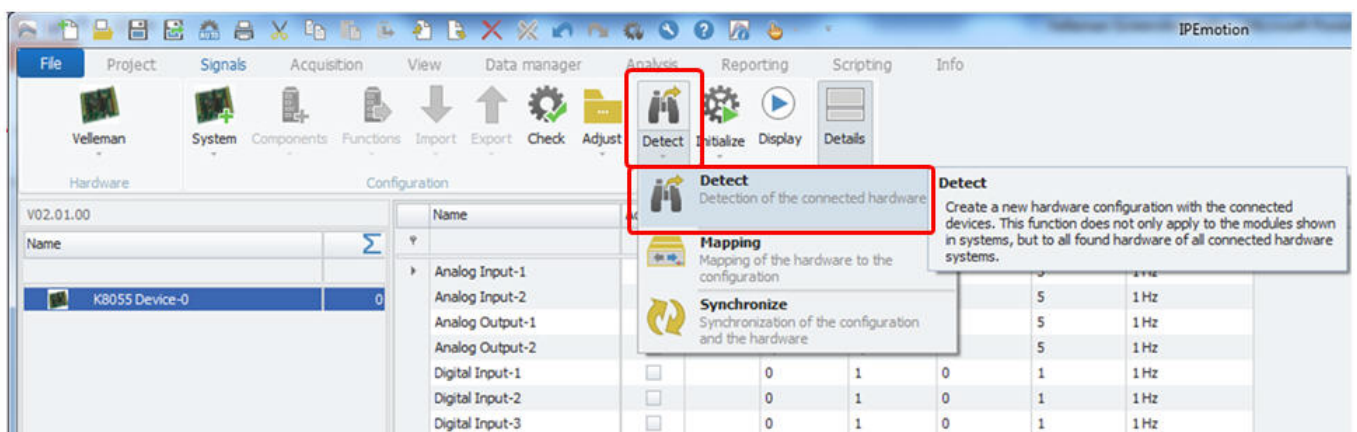 IPEmotion
File Project Signals Acquisition View Data manager Analysis Reporting Scripting Info
Velleman System Components Functions Import Export Check Adjust Detect Initialize Display Details
Hardware Configuration
Detect
Detection of the connected hardware
Mapping
Mapping of the hardware to the
configuration
Synchronize
Synchronization of the configuration
and the hardware
Detect
Create a new hardware configuration with the connected
devices. This function does not only apply to the modules shown
in systems, but to all found hardware of all connected hardware
systems.
V02.01.00
Name Σ
K8055 Device-0 0
Name
Analog Input-1 5 1 Hz
Analog Input-2 5 1 Hz
Analog Output-1 5 1 Hz
Analog Output-2 5 1 Hz
Digital Input-1 0 1 0 1 1 Hz
Digital Input-2 0 1 0 1 1 Hz
Digital Input-3 0 1 0 1 1 Hz